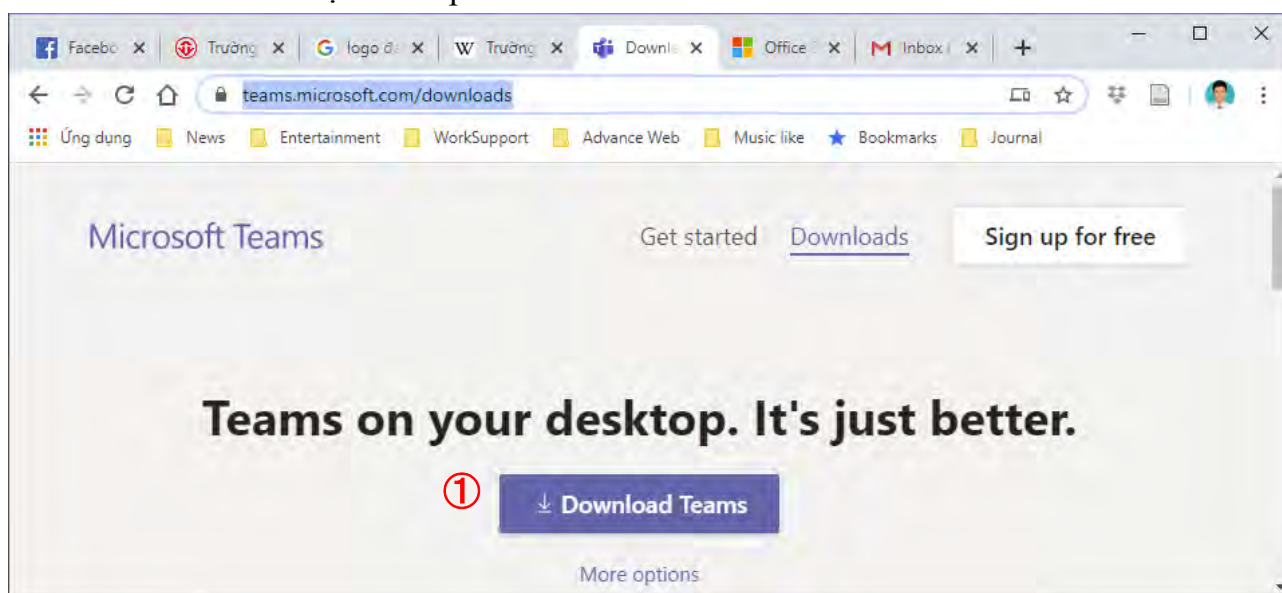 Facebo Trường logo đ Trường Downl Office Inbox
teams.microsoft.com/downloads
Ứng dụng News Entertainment WorkSupport Advance Web Music like Bookmarks Journal
Microsoft Teams Get started Downloads Sign up for free
Teams on your desktop. It's just better.
① Download Teams
More options